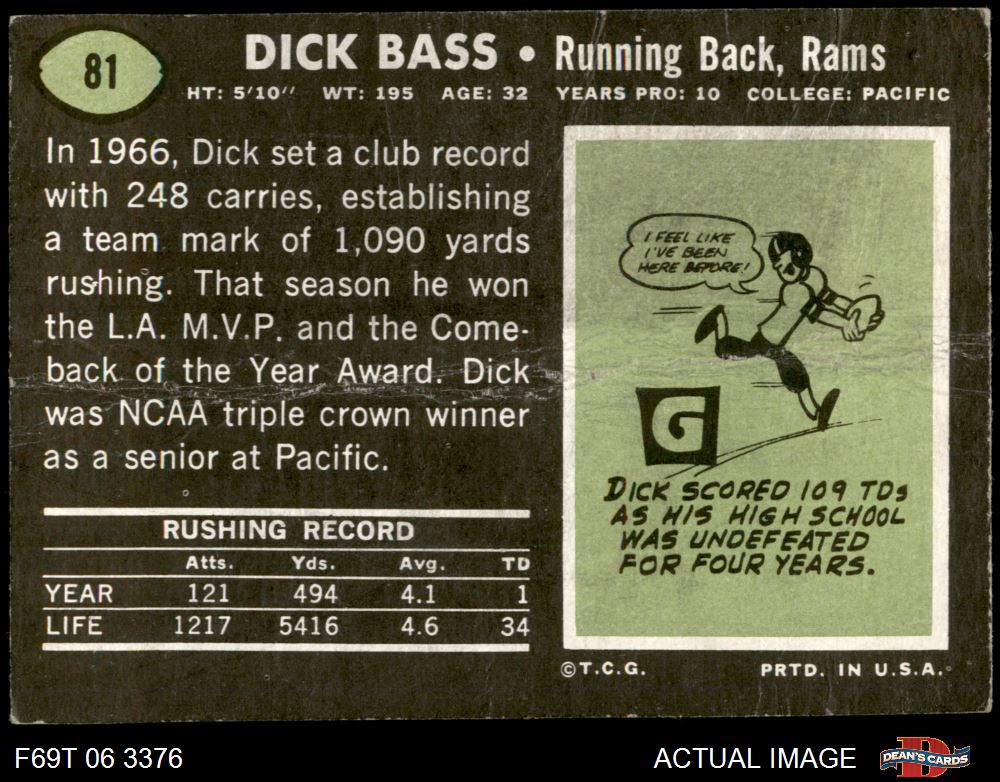 81
DICK BASS • Running Back, Rams
HT: 5'10" WT: 195 AGE: 32 YEARS PRO: 10 COLLEGE: PACIFIC
In 1966, Dick set a club record
with 248 carries, establishing
a team mark of 1,090 yards
rushing. That season he won
the L.A. M.V.P. and the Come-
back of the Year Award. Dick
was NCAA triple crown winner
as a senior at Pacific.
RUSHING RECORD
Atts. Yds. Avg. TD
YEAR 121 494 4.1 1
LIFE 1217 5416 4.6 34
I FEEL LIKE
I'VE BEEN
HERE BEFORE!
G
DICK SCORED 109 TDs
AS HIS HIGH SCHOOL
WAS UNDEFEATED
FOR FOUR YEARS.
©T.C.G. PRTD. IN U.S.A.
F69T 06 3376
ACTUAL IMAGE
D
DEAN'S CARDS